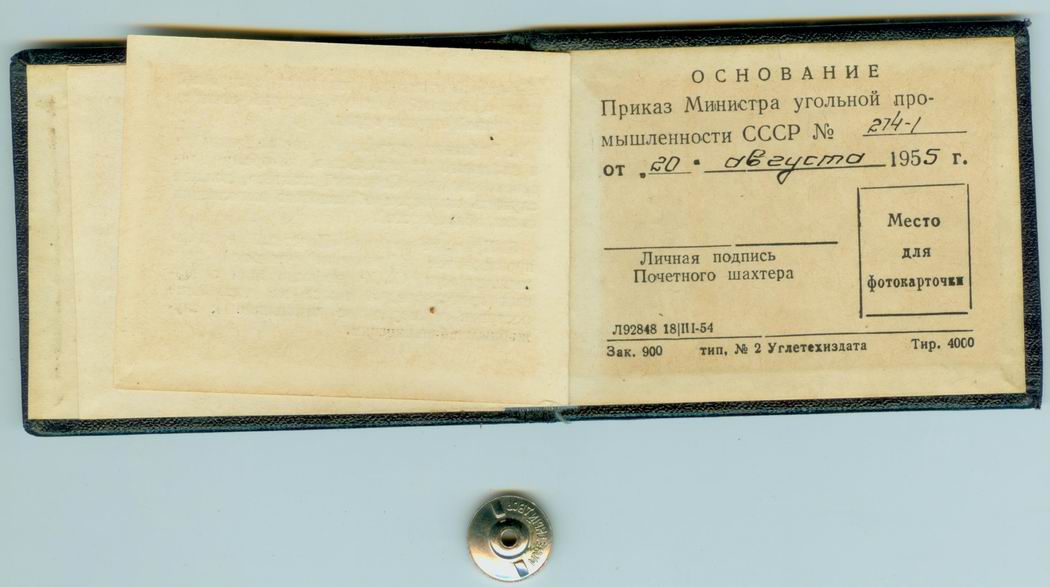 ОСНОВАНИЕ
Приказ Министра угольной про-
мышленности СССР № 274-1
от „20" августа 1955 г.
Место
для
фотокарточки
Личная подпись
Почетного шахтера
Л92848 18|III-54
Зак. 900 тип, № 2 Углетехиздата Тир. 4000